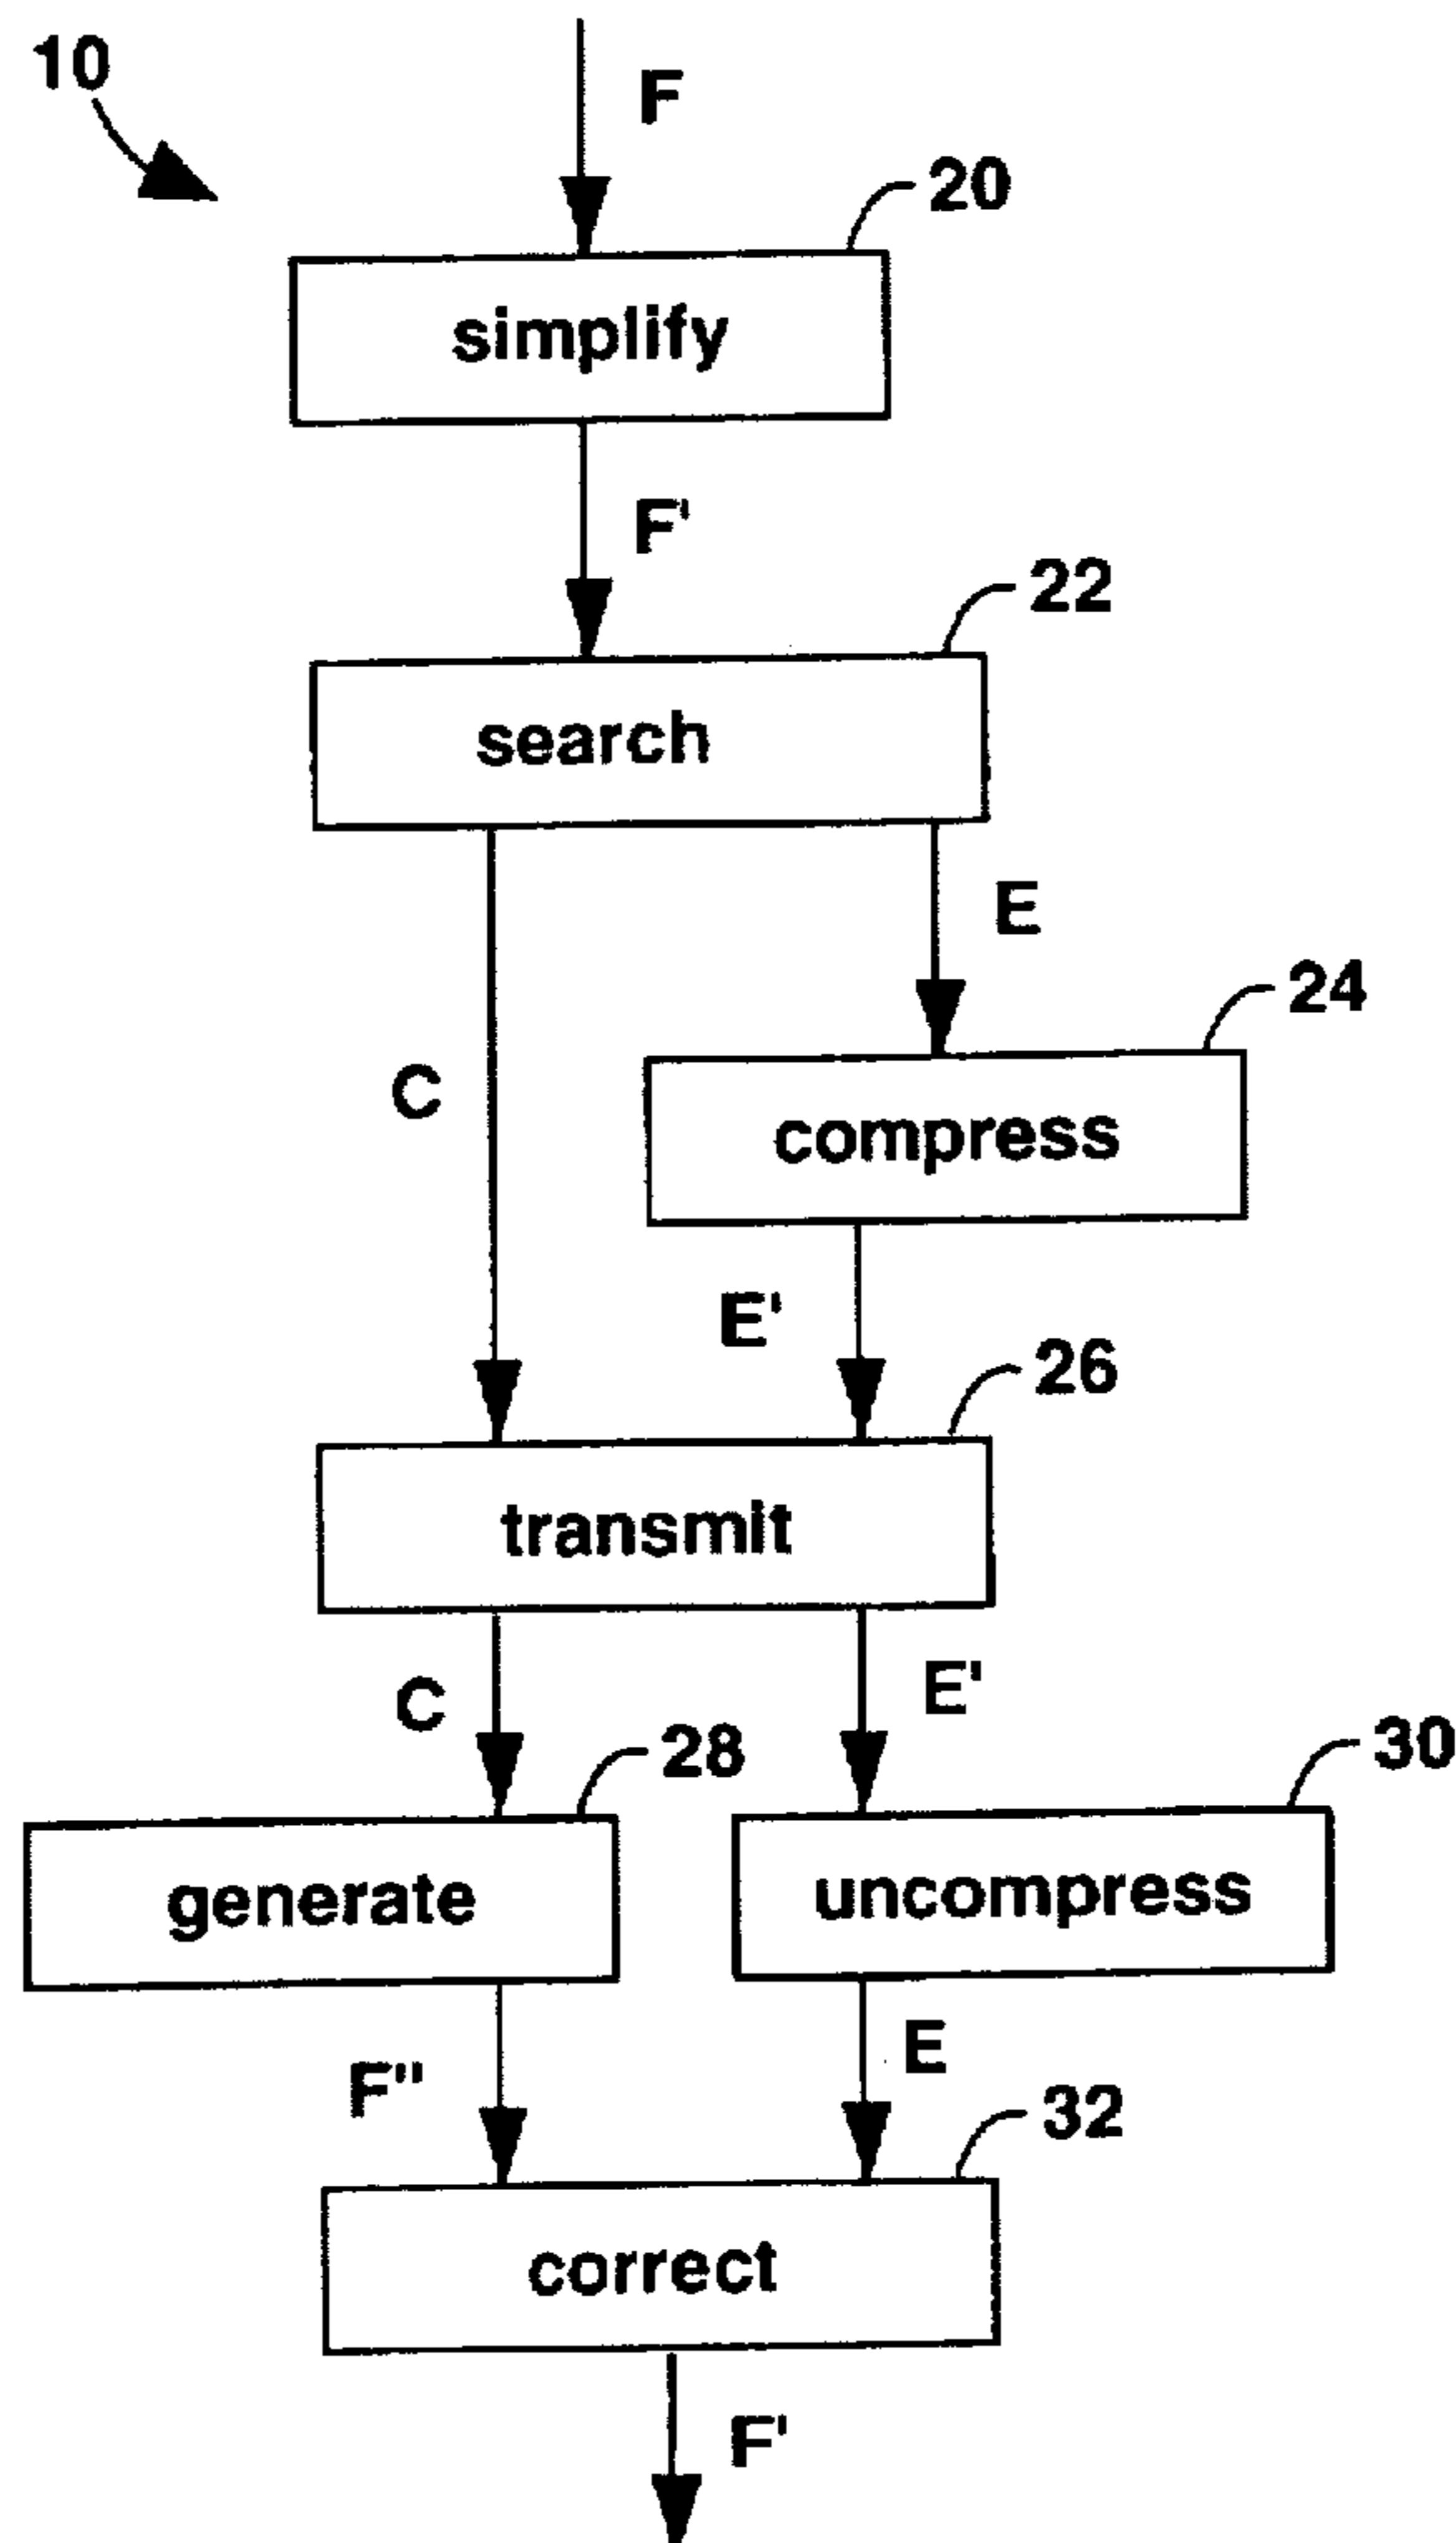 10
F
20
simplify
F'
22
search
E
24
C
compress
E'
26
transmit
C
E'
28
30
generate
uncompress
F"
E
32
correct
F'